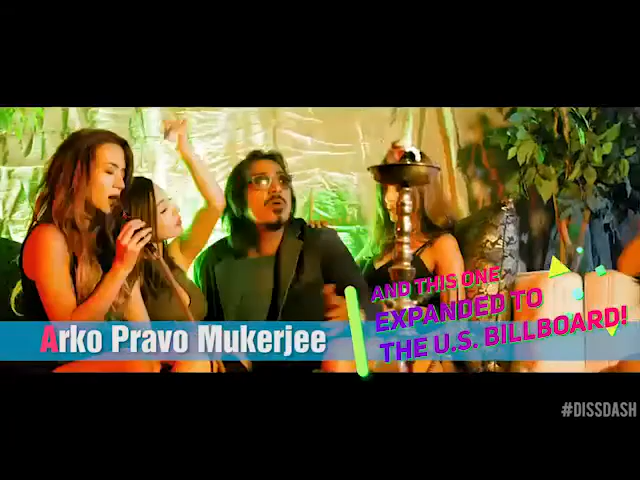 Arko Pravo Mukerjee
AND THIS ONE
EXPANDED TO
THE U.S. BILLBOARD!
#DISSDASH